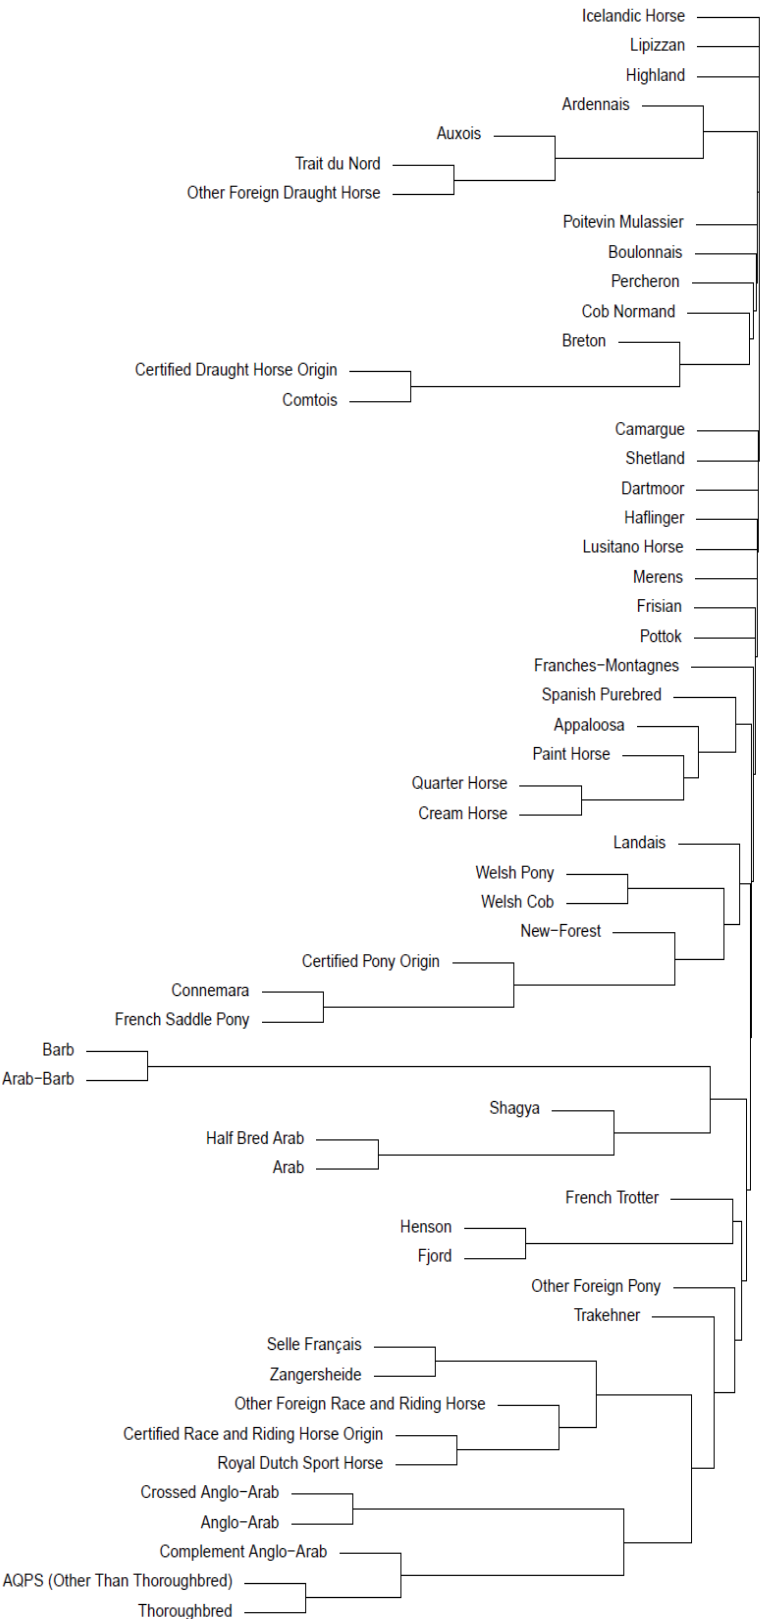 Icelandic Horse
Lipizzan
Highland
Ardennais
Auxois
Trait du Nord
Other Foreign Draught Horse
Poitevin Mulassier
Boulonnais
Percheron
Cob Normand
Breton
Certified Draught Horse Origin
Comtois
Camargue
Shetland
Dartmoor
Haflinger
Lusitano Horse
Merens
Frisian
Pottok
Franches−Montagnes
Spanish Purebred
Appaloosa
Paint Horse
Quarter Horse
Cream Horse
Landais
Welsh Pony
Welsh Cob
New−Forest
Certified Pony Origin
Connemara
French Saddle Pony
Barb
Arab−Barb
Shagya
Half Bred Arab
Arab
French Trotter
Henson
Fjord
Other Foreign Pony
Trakehner
Selle Français
Zangersheide
Other Foreign Race and Riding Horse
Certified Race and Riding Horse Origin
Royal Dutch Sport Horse
Crossed Anglo−Arab
Anglo−Arab
Complement Anglo−Arab
AQPS (Other Than Thoroughbred)
Thoroughbred